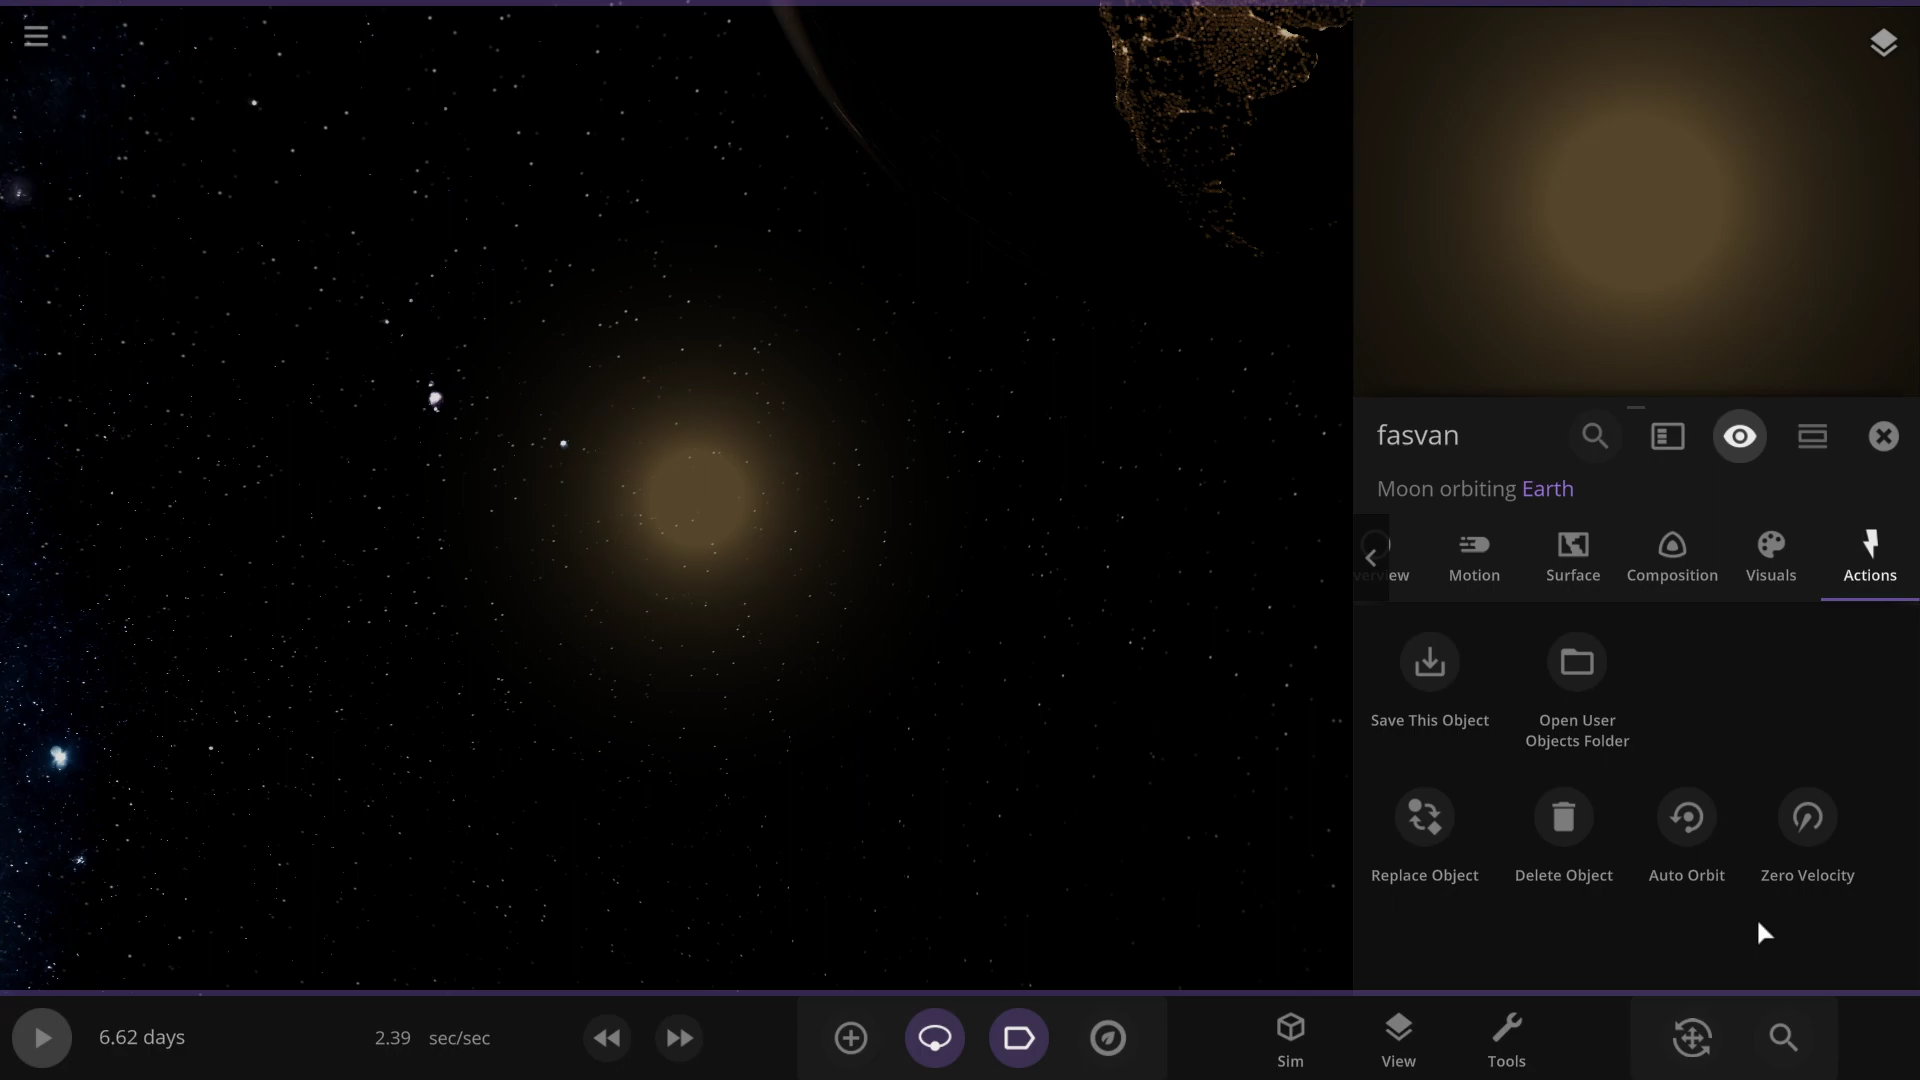 fasvan
Moon orbiting Earth
Motion
Surface
Composition
Visuals
Actions
Save This Object
Open User
Objects Folder
Replace Object
Delete Object
Auto Orbit
Zero Velocity
6.62 days
2.39 sec/sec
Sim
View
Tools